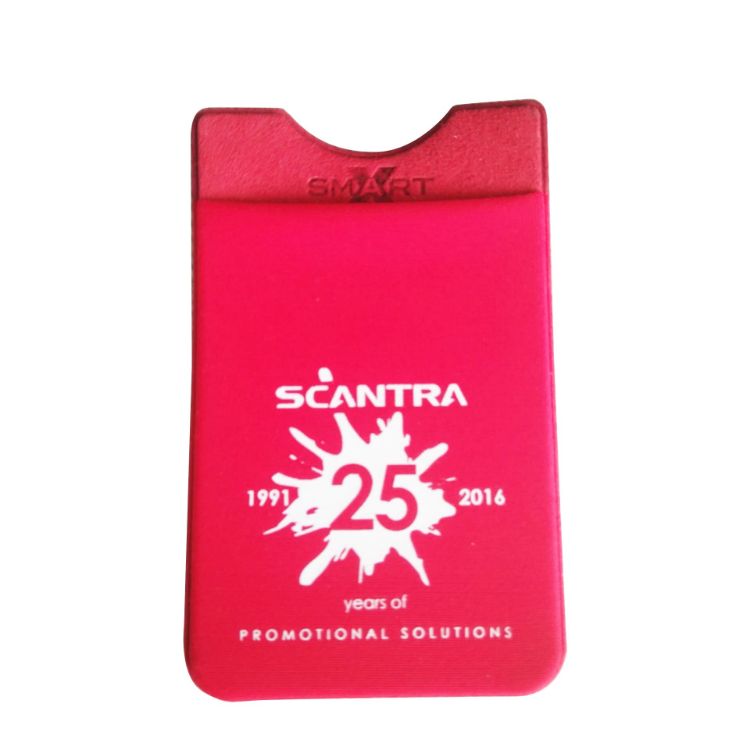 SMART
X
SCANTRA
1991 25 2016
years of
PROMOTIONAL SOLUTIONS